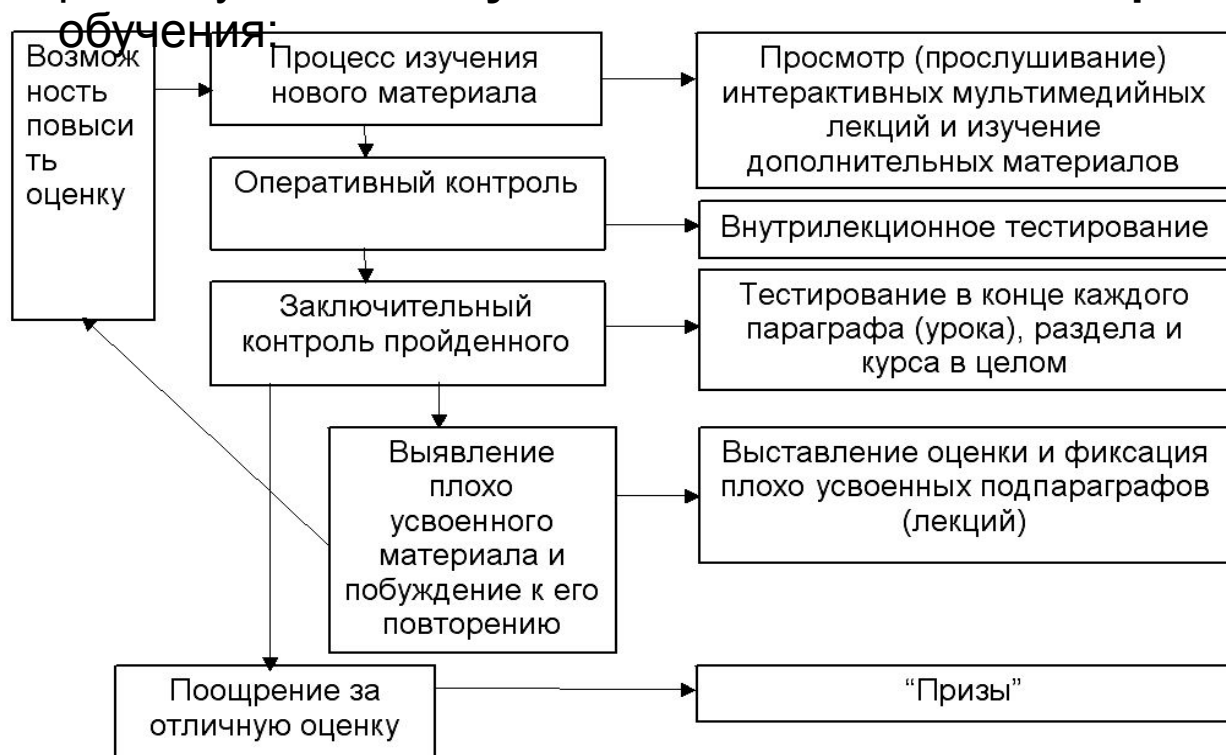 обучения:
Возмож
ность
повыси
ть
оценку
Процесс изучения
нового материала
Просмотр (прослушивание)
интерактивных мультимедийных
лекций и изучение
дополнительных материалов
Оперативный контроль
Внутрилекционное тестирование
Заключительный
контроль пройденного
Тестирование в конце каждого
параграфа (урока), раздела и
курса в целом
Выявление
плохо
усвоенного
материала и
побуждение к его
повторению
Выставление оценки и фиксация
плохо усвоенных подпараграфов
(лекций)
Поощрение за
отличную оценку
“Призы”